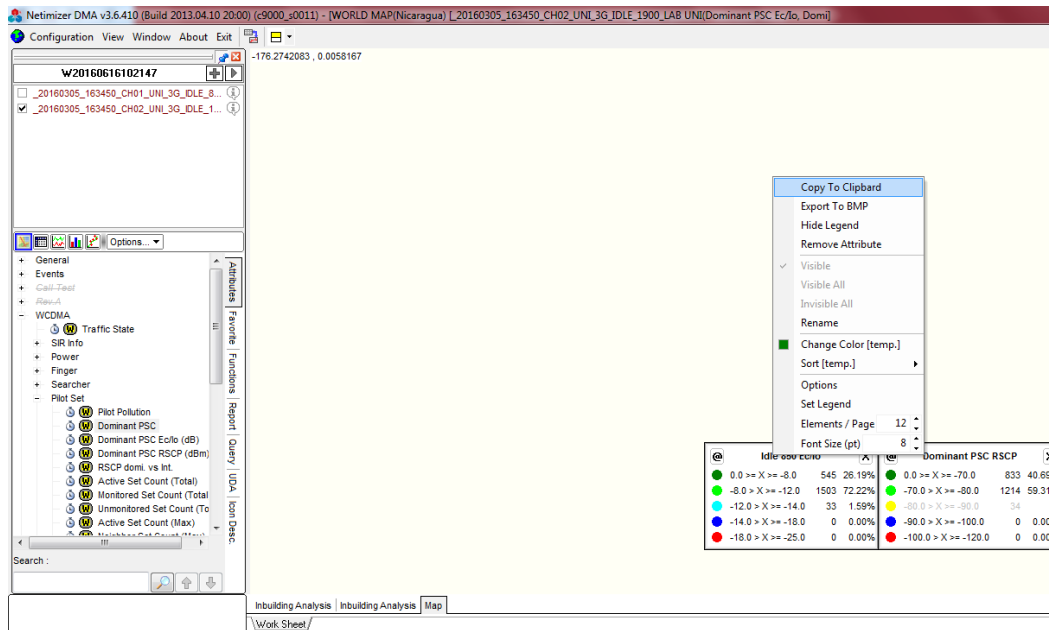 Netimizer DMA v3.6.410 (Build 2013.04.10 20:00) (c9000_s0011) - [WORLD MAP(Nicaragua) [_20160305_163450_CH02_UNI_3G_IDLE_1900_LAB UNI(Dominant PSC Ec/Io, Domi]
Configuration View Window About Exit
-176.2742083 , 0.0058167
W20160616102147
_20160305_163450_CH01_UNI_3G_IDLE_8...
_20160305_163450_CH02_UNI_3G_IDLE_1...
Options...
General
Events
Call Test
Rev.A
WCDMA
Traffic State
SIR Info
Power
Finger
Searcher
Pilot Set
Pilot Pollution
Dominant PSC
Dominant PSC Ec/Io (dB)
Dominant PSC RSCP (dBm)
RSCP domi. vs Int.
Active Set Count (Total)
Monitored Set Count (Total
Unmonitored Set Count (To
Active Set Count (Max)
Attributes
Favorite
Functions
Report
Query
UDA
Icon Desc.
Search :
Copy To Clipbard
Export To BMP
Hide Legend
Remove Attribute
Visible
Visible All
Invisible All
Rename
Change Color [temp.]
Sort [temp.]
Options
Set Legend
Elements / Page 12
Font Size (pt) 8
@ Idle 850 Ec/Io X
0.0 >= X >= -8.0 545 26.19%
-8.0 > X >= -12.0 1503 72.22%
-12.0 > X >= -14.0 33 1.59%
-14.0 > X >= -18.0 0 0.00%
-18.0 > X >= -25.0 0 0.00%
@ Dominant PSC RSCP X
0.0 >= X >= -70.0 833 40.69
-70.0 > X >= -80.0 1214 59.31
-80.0 > X >= -90.0 34
-90.0 > X >= -100.0 0 0.00
-100.0 > X >= -120.0 0 0.00
Inbuilding Analysis Inbuilding Analysis Map
Work Sheet